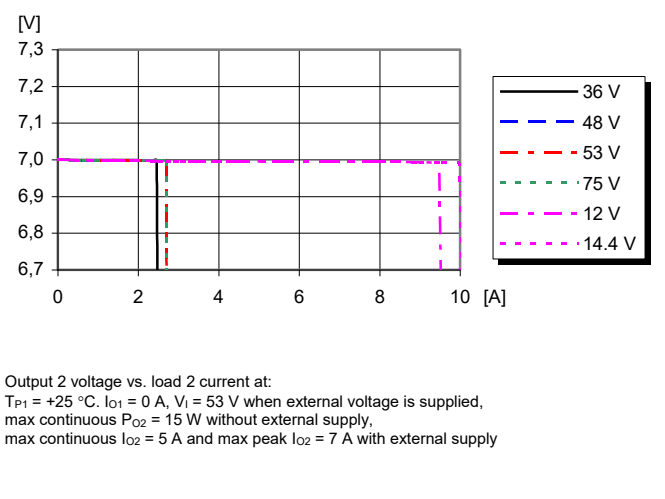 [V]
7,3
7,2
7,1
7,0
6,9
6,8
6,7
0 2 4 6 8 10 [A]
36 V
48 V
53 V
75 V
12 V
14.4 V
Output 2 voltage vs. load 2 current at:
TP1 = +25 °C. IO1 = 0 A, VI = 53 V when external voltage is supplied,
max continuous PO2 = 15 W without external supply,
max continuous IO2 = 5 A and max peak IO2 = 7 A with external supply